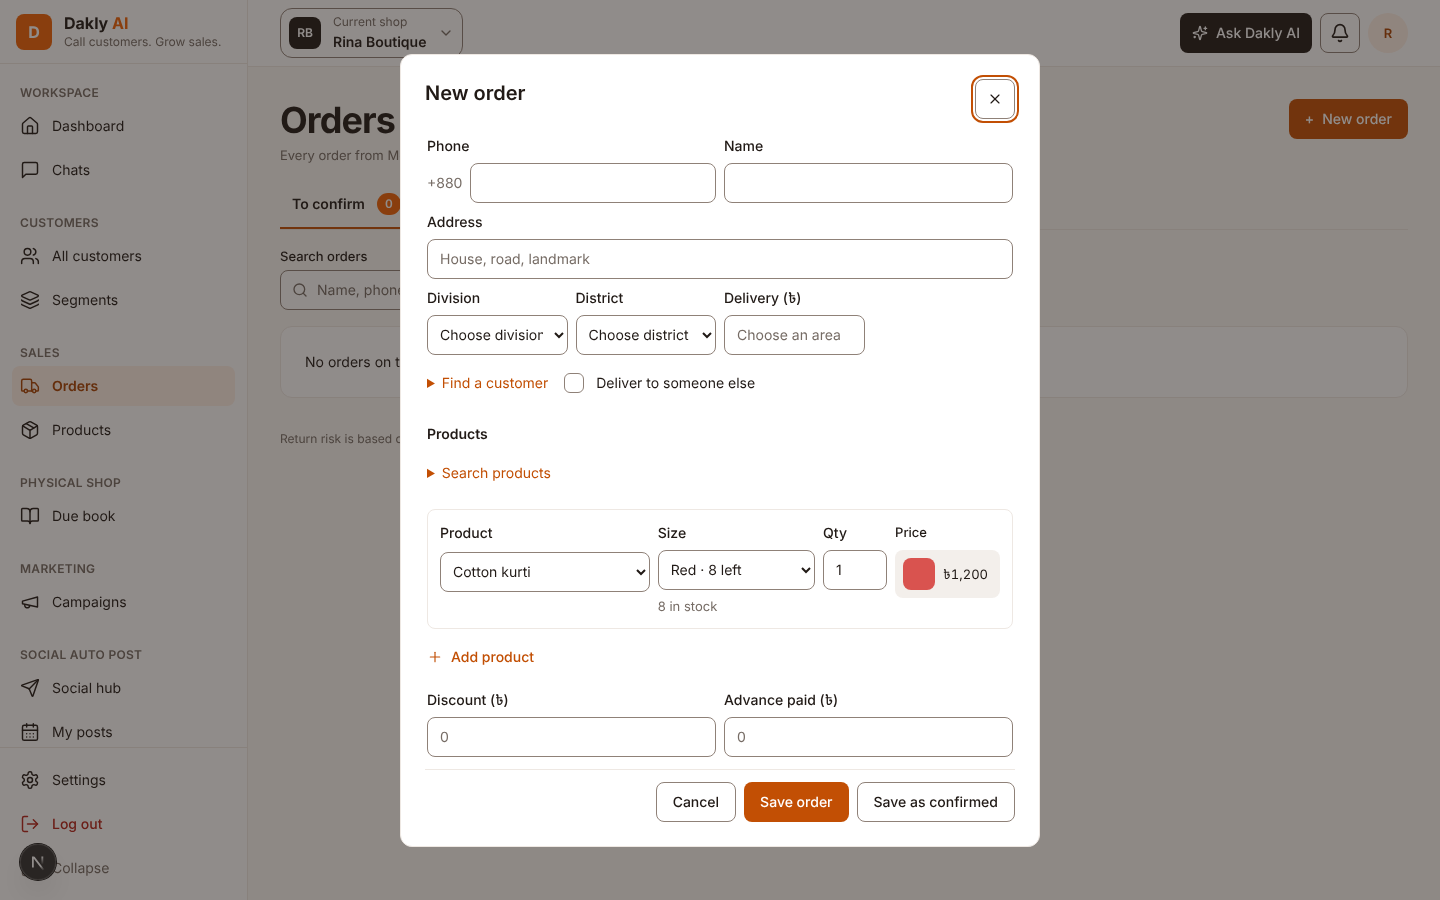 D
Dakly AI
Call customers. Grow sales.
RB
Current shop
Rina Boutique
Ask Dakly AI
R
WORKSPACE
Dashboard
Chats
CUSTOMERS
All customers
Segments
SALES
Orders
Products
PHYSICAL SHOP
Due book
MARKETING
Campaigns
SOCIAL AUTO POST
Social hub
My posts
Settings
Log out
N
Collapse
Orders
+ New order
Every order from M
To confirm 0
Search orders
Name, phone
No orders on t
Return risk is based
New order
Phone
Name
+880
Address
House, road, landmark
Division
District
Delivery (৳)
Choose division
Choose district
Choose an area
Find a customer
Deliver to someone else
Products
Search products
Product
Size
Qty
Price
Cotton kurti
Red · 8 left
1
৳1,200
8 in stock
Add product
Discount (৳)
Advance paid (৳)
0
0
Cancel
Save order
Save as confirmed